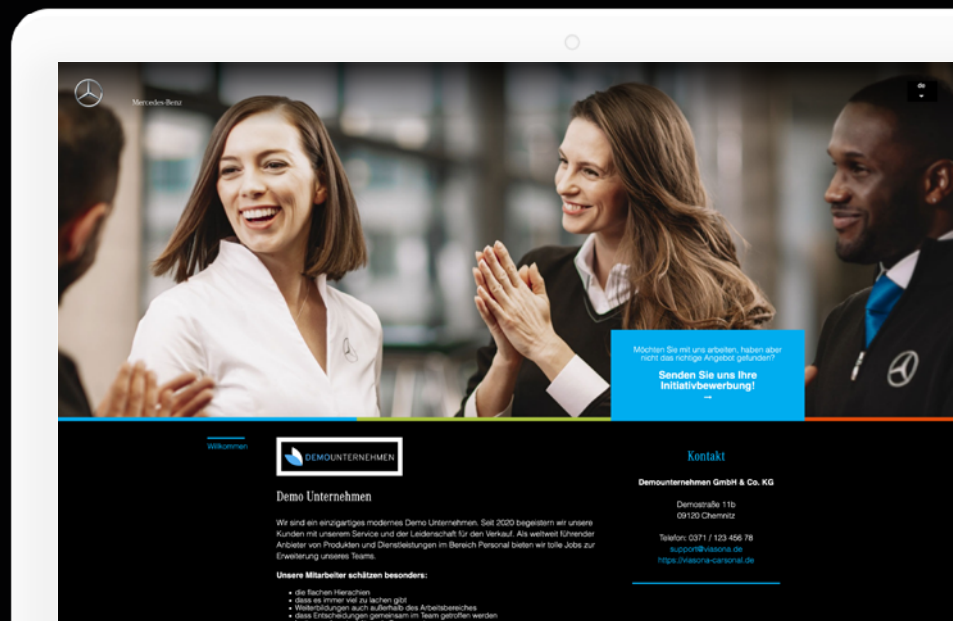 Mercedes-Benz
de
Möchten Sie mit uns arbeiten, haben aber
nicht das richtige Angebot gefunden?
Senden Sie uns Ihre
Initiativbewerbung!
→
Willkommen
DEMOUNTERNEHMEN
Demo Unternehmen
Wir sind ein einzigartiges modernes Demo Unternehmen. Seit 2020 begeistern wir unsere
Kunden mit unserem Service und der Leidenschaft für den Verkauf. Als weltweit führender
Anbieter von Produkten und Dienstleistungen im Bereich Personal bieten wir tolle Jobs zur
Erweiterung unseres Teams.
Unsere Mitarbeiter schätzen besonders:
• die flachen Hierachien
• dass es immer viel zu lachen gibt
• Weiterbildungen auch außerhalb des Arbeitsbereiches
• dass Entscheidungen gemeinsam im Team getroffen werden
Kontakt
Demounternehmen GmbH & Co. KG
Demostraße 11b
09120 Chemnitz
Telefon: 0371 / 123 456 78
support@viasona.de
https://viasona-carsonal.de